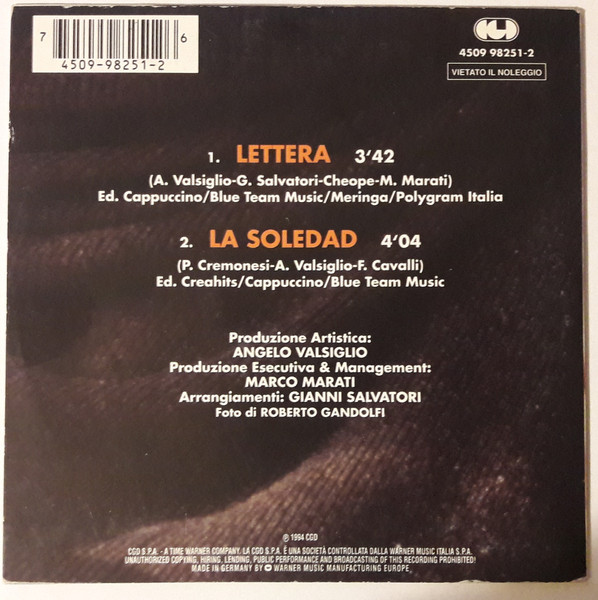 7 4509-98251-2 6
CGD
4509 98251-2
VIETATO IL NOLEGGIO
1. LETTERA 3'42
(A. Valsiglio-G. Salvatori-Cheope-M. Marati)
Ed. Cappuccino/Blue Team Music/Meringa/Polygram Italia
2. LA SOLEDAD 4'04
(P. Cremonesi-A. Valsiglio-F. Cavalli)
Ed. Creahits/Cappuccino/Blue Team Music
Produzione Artistica:
ANGELO VALSIGLIO
Produzione Esecutiva & Management:
MARCO MARATI
Arrangiamenti: GIANNI SALVATORI
Foto di ROBERTO GANDOLFI
℗ 1994 CGD
CGD S.P.A. - A TIME WARNER COMPANY. LA CGD S.P.A. É UNA SOCIETÀ CONTROLLATA DALLA WARNER MUSIC ITALIA S.P.A.
UNAUTHORIZED COPYING, HIRING, LENDING, PUBLIC PERFORMANCE AND BROADCASTING OF THIS RECORDING PROHIBITED!
MADE IN GERMANY BY WARNER MUSIC MANUFACTURING EUROPE.